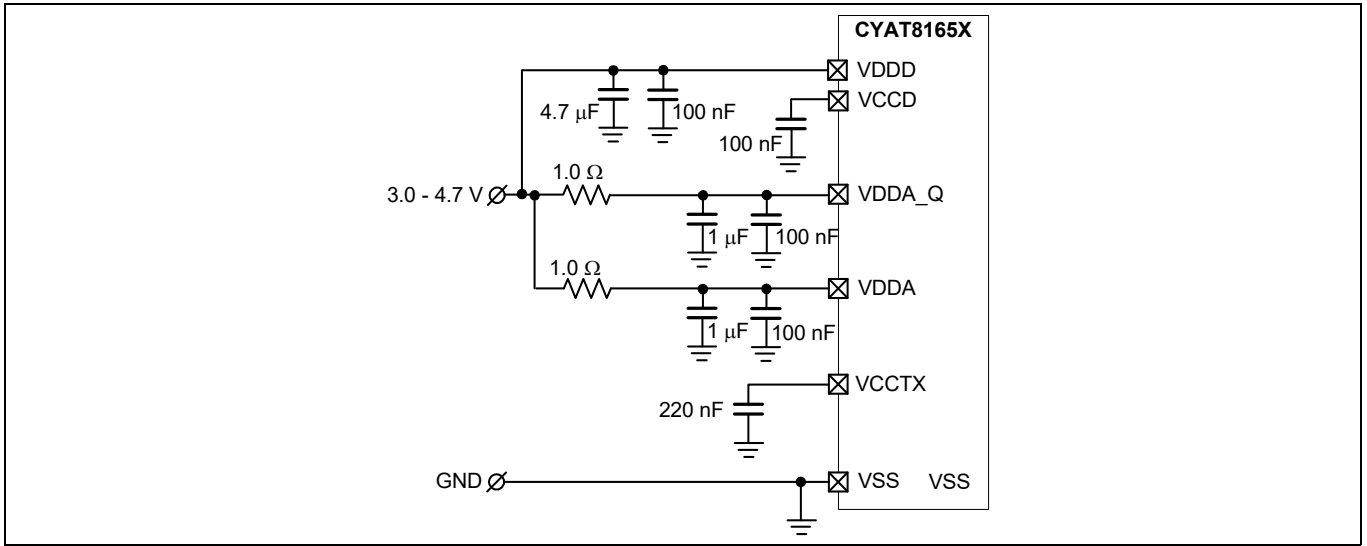 CYAT8165X
VDDD
VCCD
4.7 μF
100 nF
100 nF
1.0 Ω
3.0 - 4.7 V
VDDA_Q
1 μF
100 nF
1.0 Ω
VDDA
1 μF
100 nF
VCCTX
220 nF
GND
VSS VSS